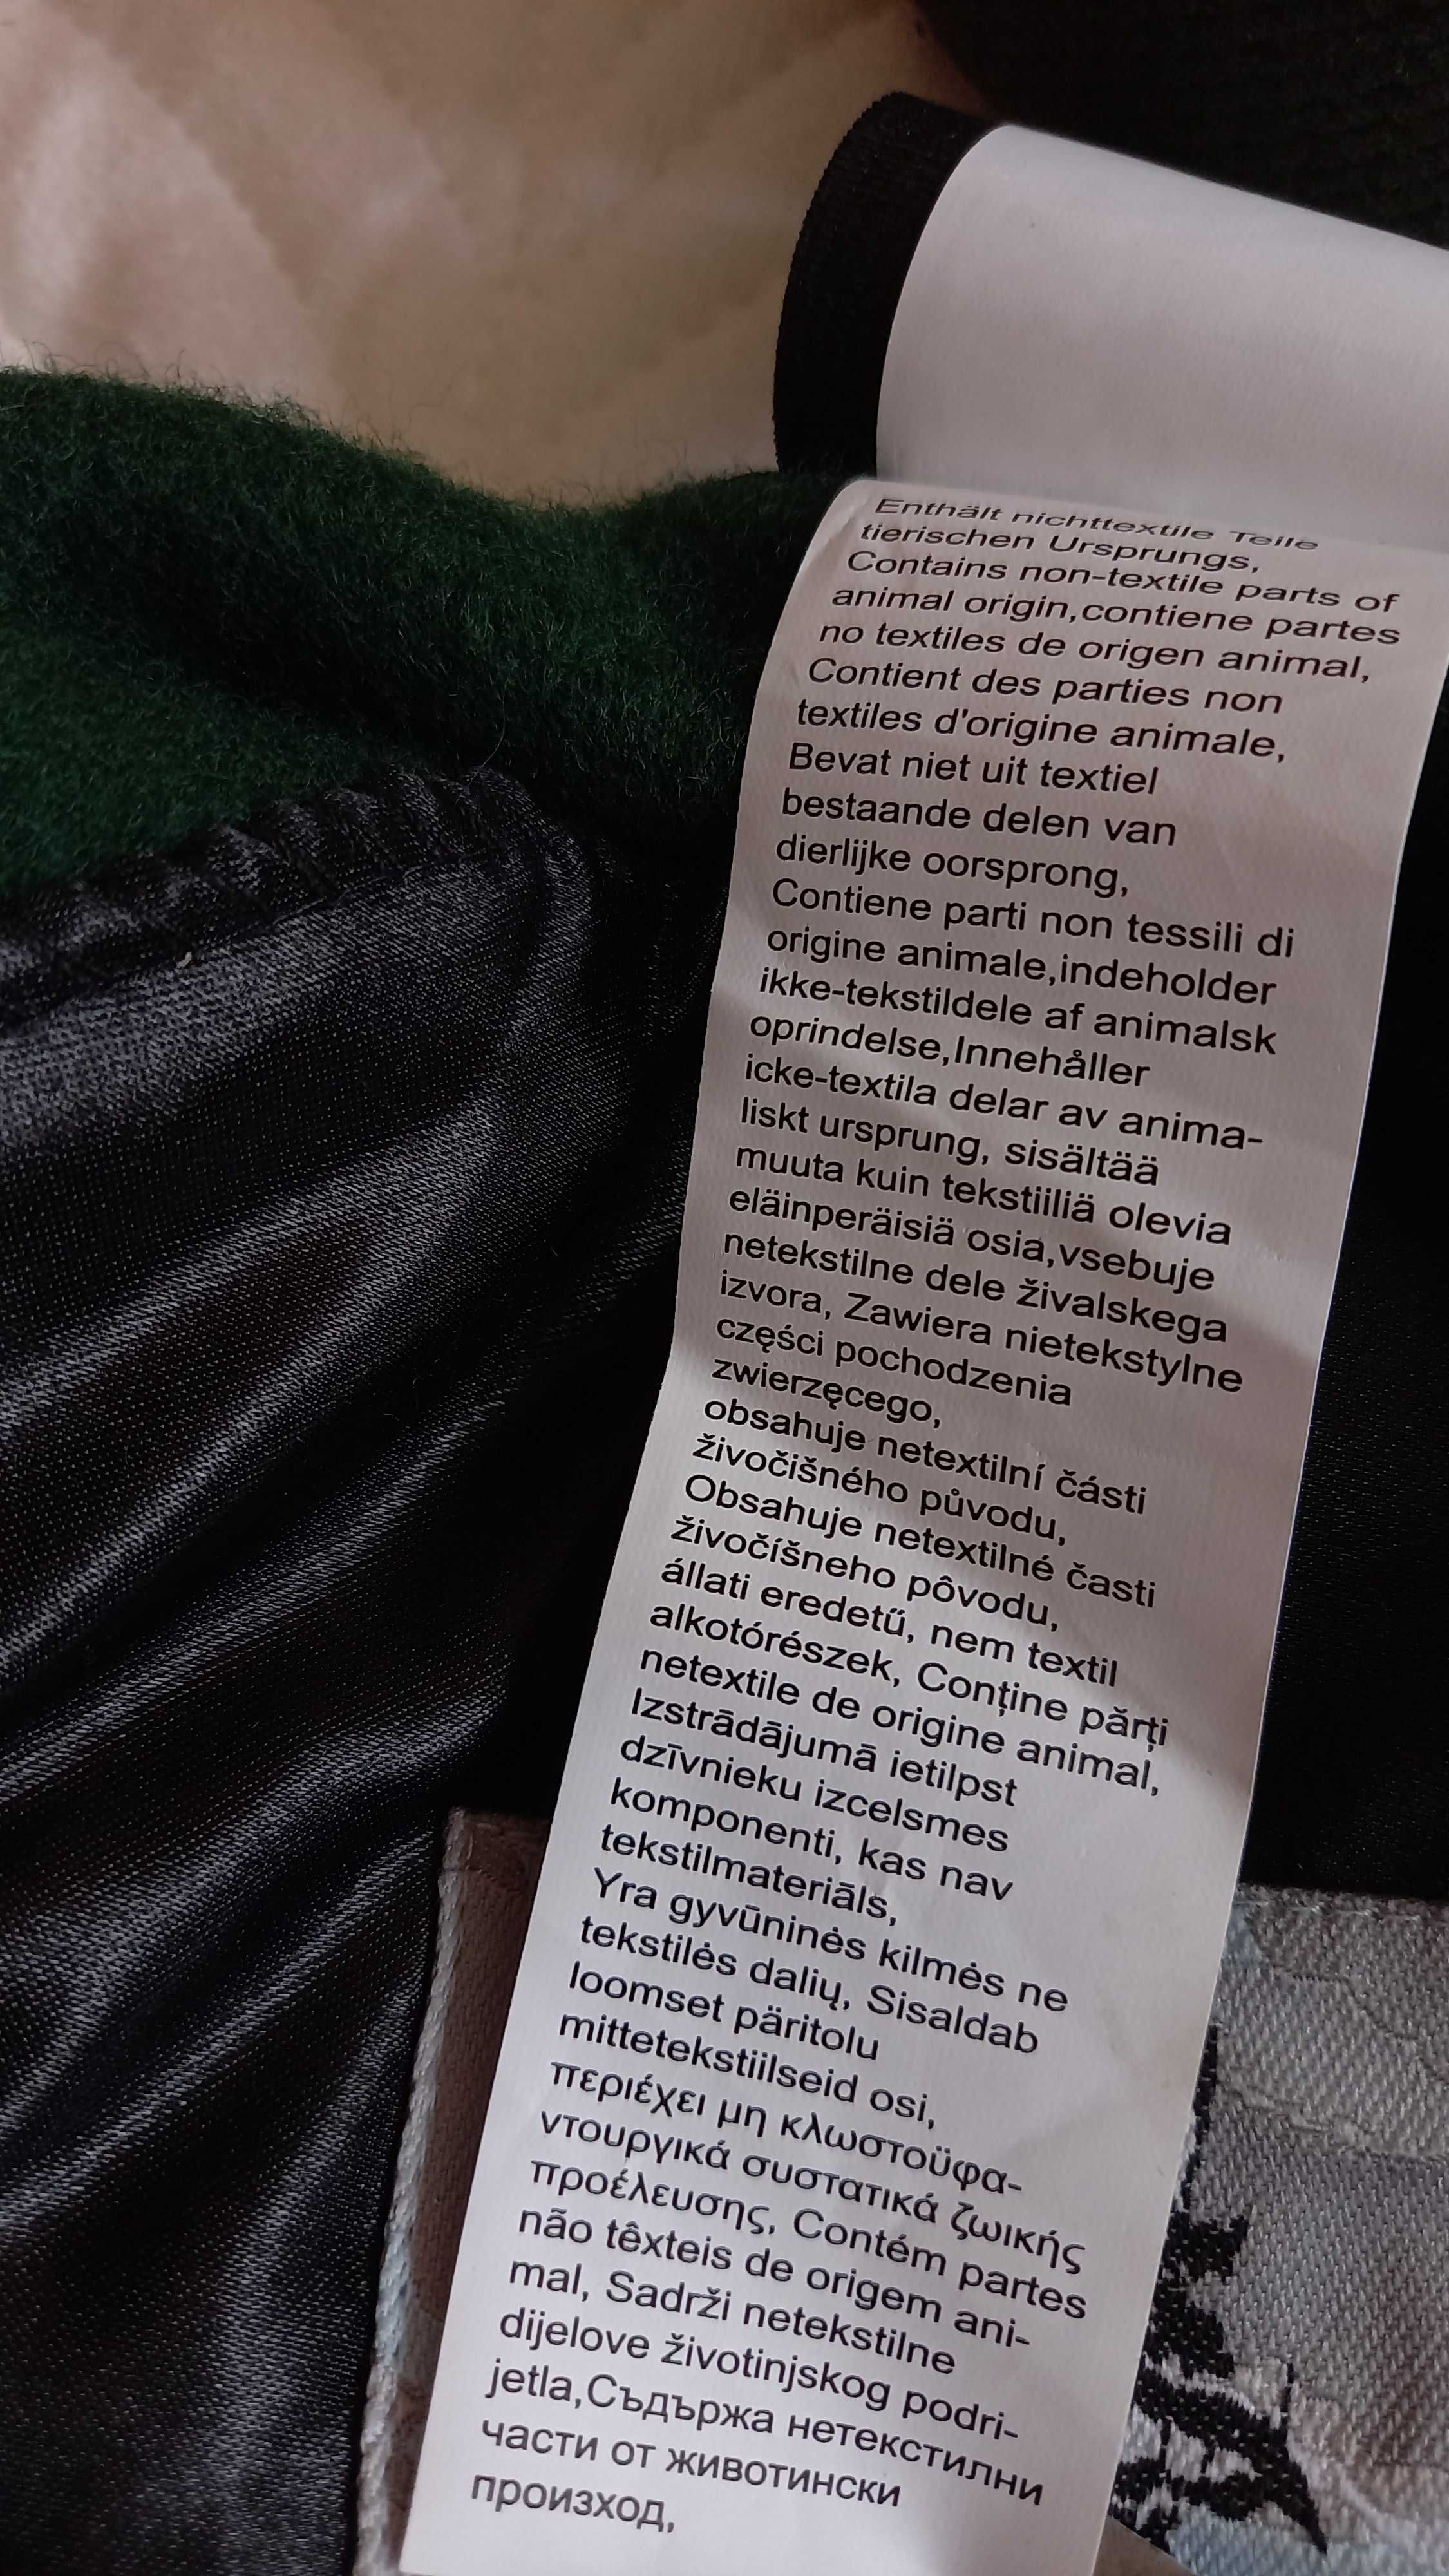 Enthält nichttextile Teile
tierischen Ursprungs,
Contains non-textile parts of
animal origin,contiene partes
no textiles de origen animal,
Contient des parties non
textiles d'origine animale,
Bevat niet uit textiel
bestaande delen van
dierlijke oorsprong,
Contiene parti non tessili di
origine animale,indeholder
ikke-tekstildele af animalsk
oprindelse,Innehåller
icke-textila delar av anima-
liskt ursprung, sisältää
muuta kuin tekstiiliä olevia
eläinperäisiä osia,vsebuje
netekstilne dele živalskega
izvora, Zawiera nietekstylne
części pochodzenia
zwierzęcego,
obsahuje netextilní části
živočišného původu,
Obsahuje netextilné časti
živočíšneho pôvodu,
állati eredetű, nem textil
alkotórészek, Conţine părţi
netextile de origine animal,
Izstrādājumā ietilpst
dzīvnieku izcelsmes
komponenti, kas nav
tekstilmateriāls,
Yra gyvūninės kilmės ne
tekstilės dalių, Sisaldab
loomset päritolu
mittetekstiilseid osi,
περιέχει μη κλωστοϋφα-
ντουργικά συστατικά ζωικής
προέλευσης, Contém partes
não têxteis de origem ani-
mal, Sadrži netekstilne
dijelove životinjskog podri-
jetla,Съдържа нетекстилни
части от животински
произход,